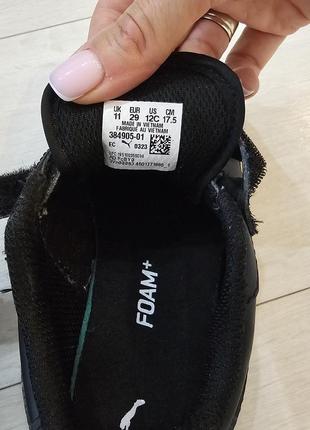 UK EUR US CM
11 29 12C 17.5
MADE IN VIETNAM
FABRIQUÉ AU VIETNAM
384905-01
EC 0323
FOAM+